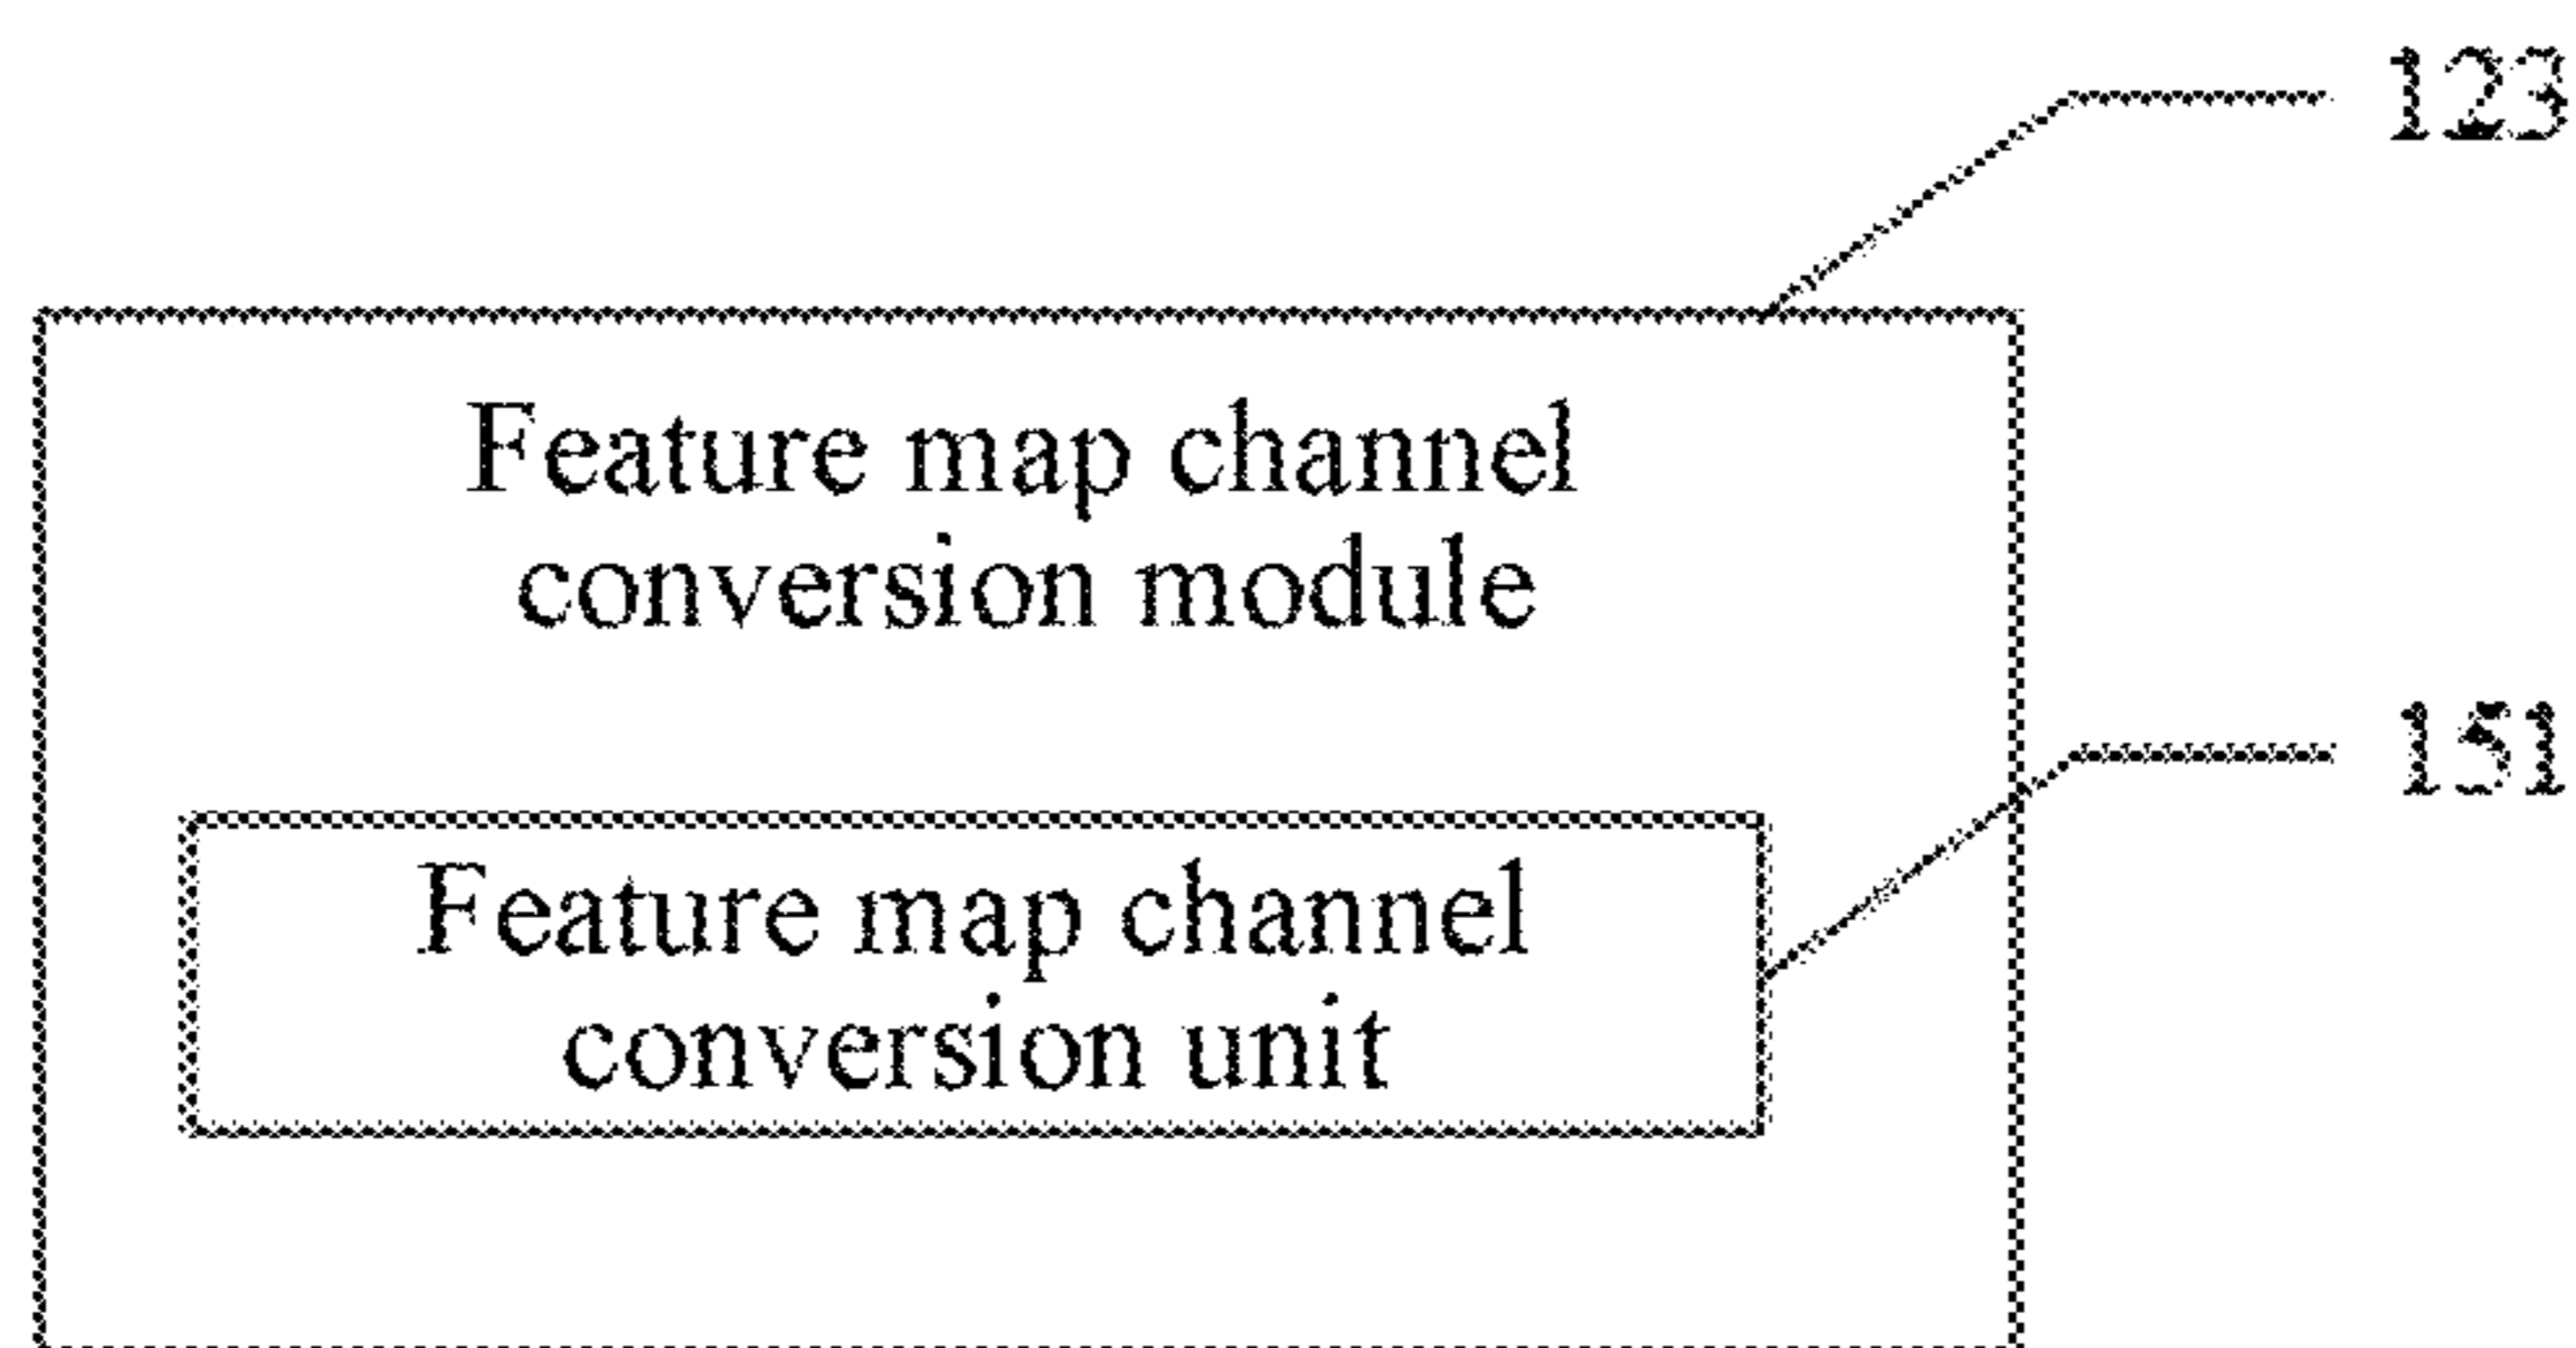 123
Feature map channel
conversion module
151
Feature map channel
conversion unit